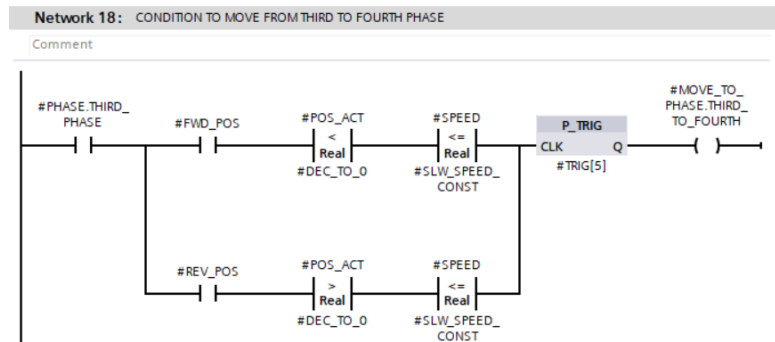 Network 18: CONDITION TO MOVE FROM THIRD TO FOURTH PHASE
Comment
#PHASE.THIRD_
PHASE
#FWD_POS
#POS_ACT
<
Real
#DEC_TO_0
#SPEED
<=
Real
#SLW_SPEED_
CONST
P_TRIG
CLK Q
#TRIG[5]
#MOVE_TO_
PHASE.THIRD_
TO_FOURTH
#REV_POS
#POS_ACT
>
Real
#DEC_TO_0
#SPEED
<=
Real
#SLW_SPEED_
CONST